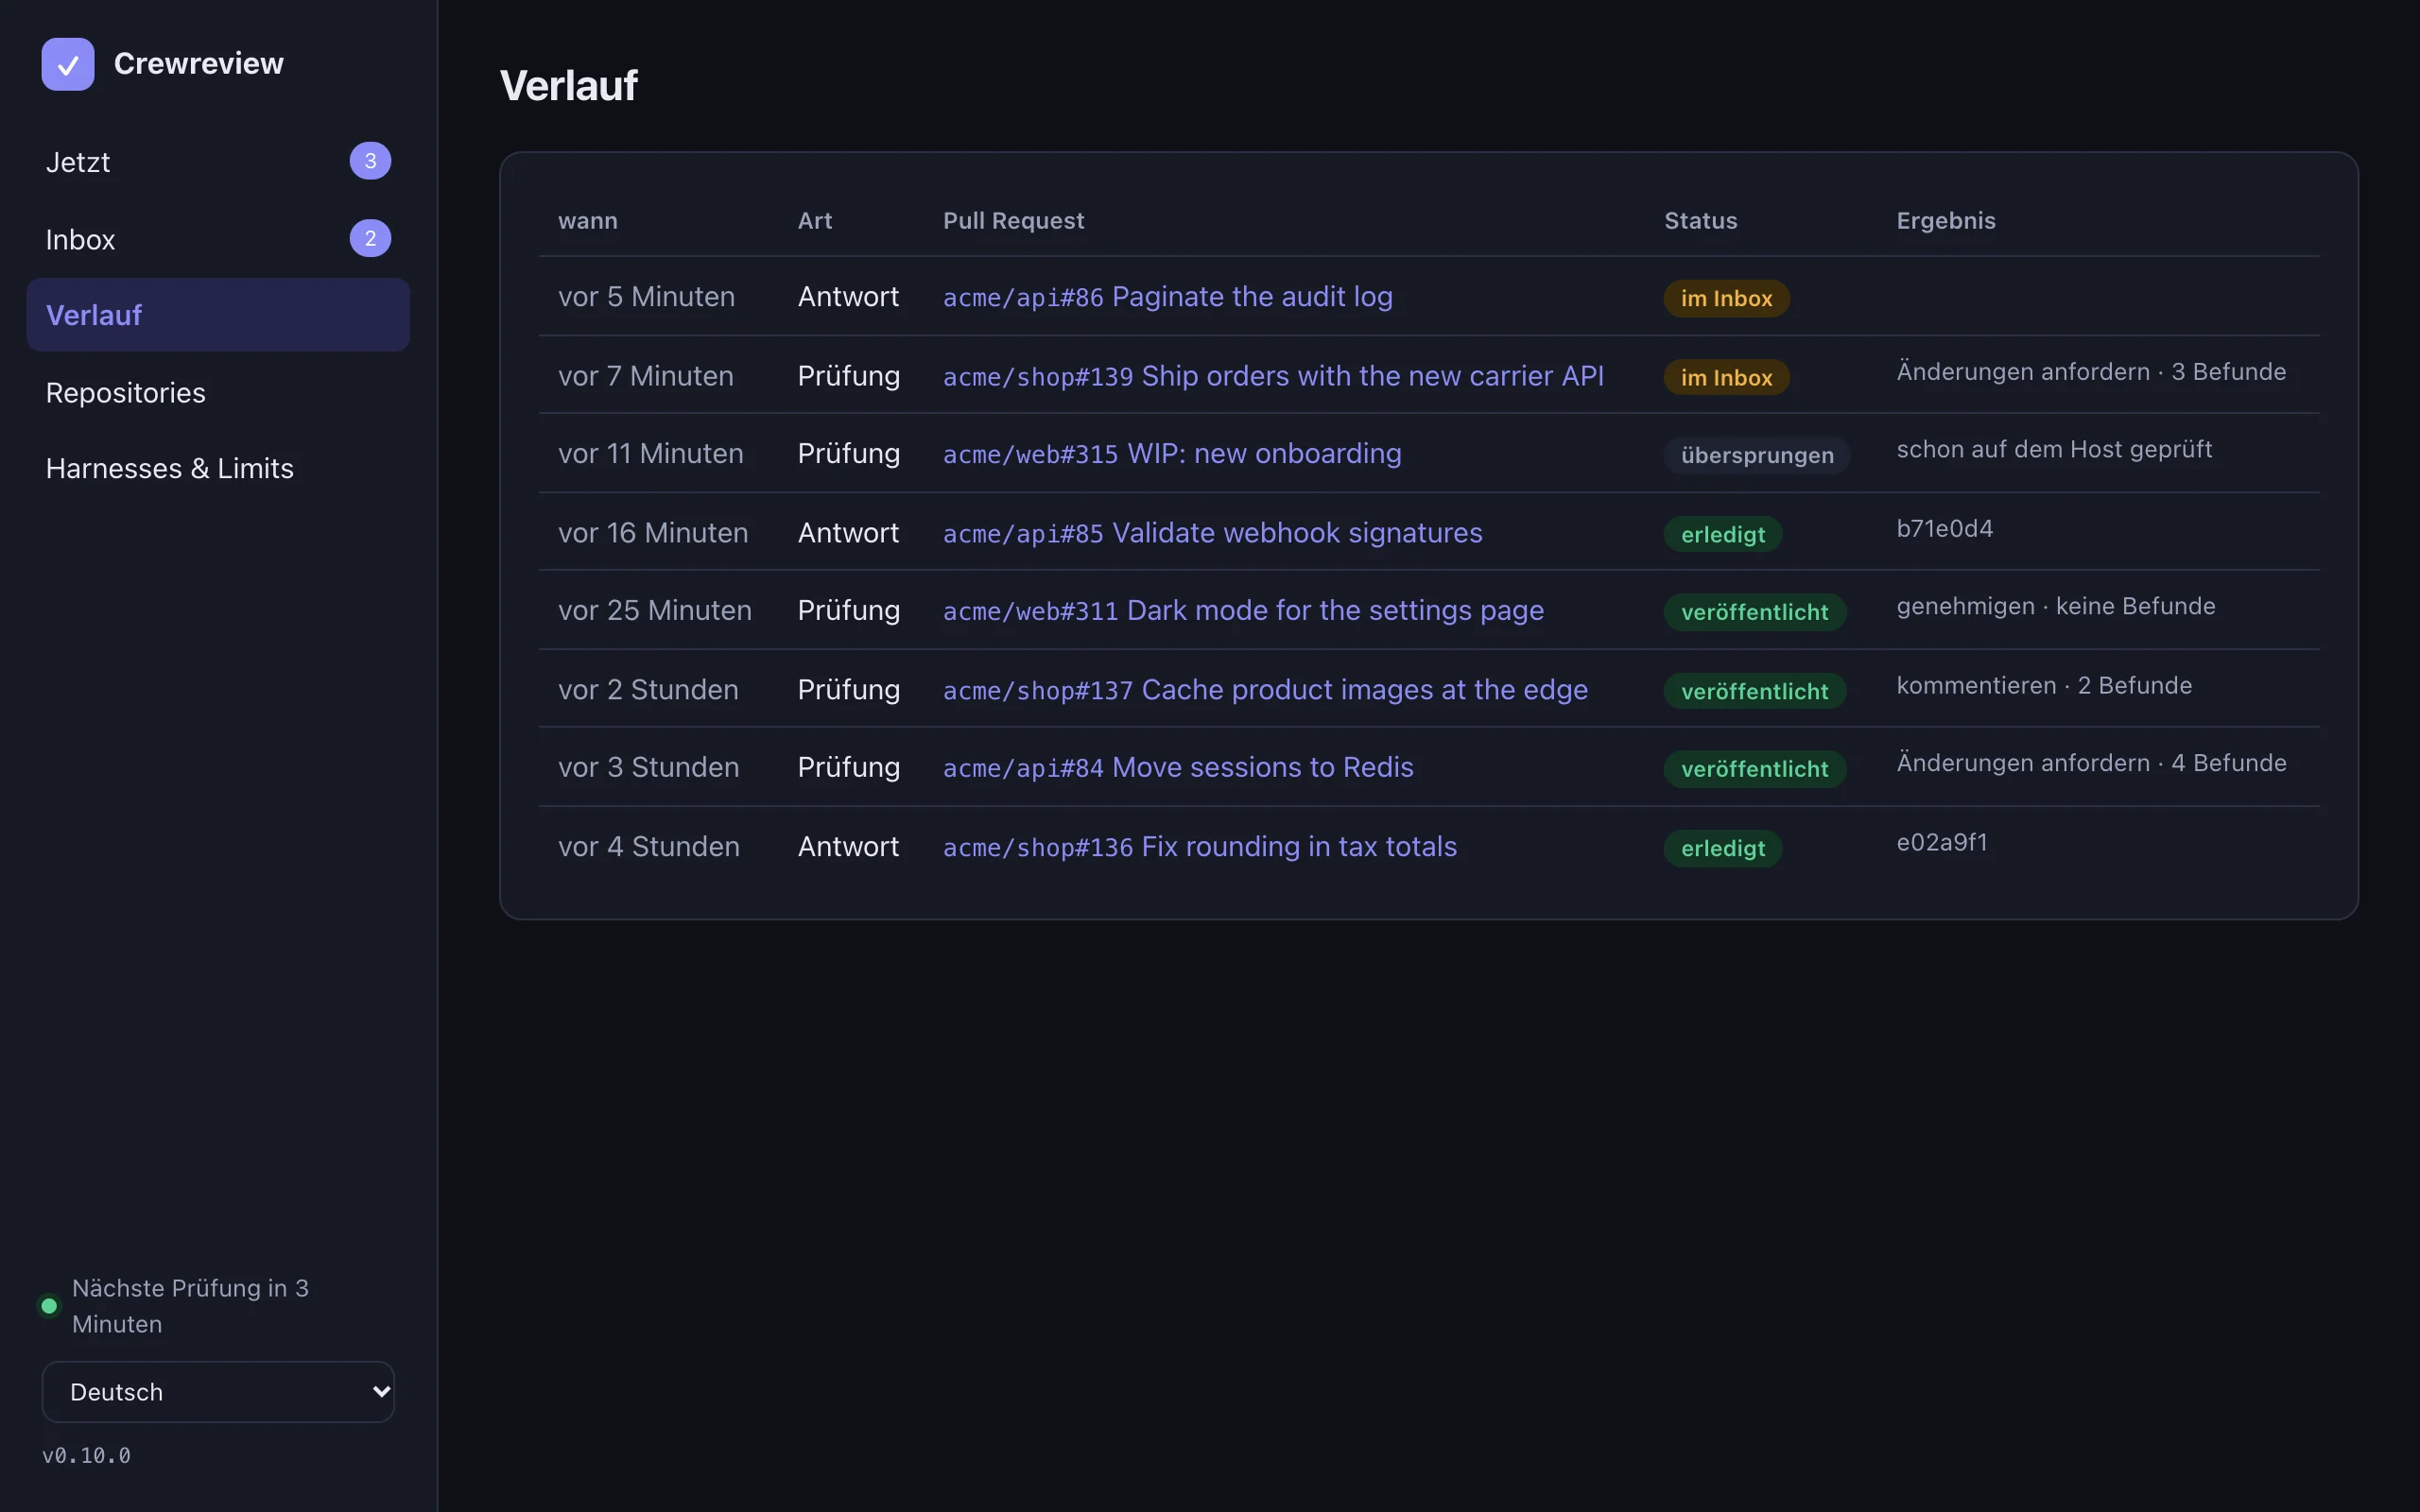 Crewreview
Jetzt 3
Inbox 2
Verlauf
Repositories
Harnesses & Limits
Nächste Prüfung in 3
Minuten
Deutsch
v0.10.0
Verlauf
wann Art Pull Request Status Ergebnis
vor 5 Minuten Antwort acme/api#86 Paginate the audit log im Inbox
vor 7 Minuten Prüfung acme/shop#139 Ship orders with the new carrier API im Inbox Änderungen anfordern · 3 Befunde
vor 11 Minuten Prüfung acme/web#315 WIP: new onboarding übersprungen schon auf dem Host geprüft
vor 16 Minuten Antwort acme/api#85 Validate webhook signatures erledigt b71e0d4
vor 25 Minuten Prüfung acme/web#311 Dark mode for the settings page veröffentlicht genehmigen · keine Befunde
vor 2 Stunden Prüfung acme/shop#137 Cache product images at the edge veröffentlicht kommentieren · 2 Befunde
vor 3 Stunden Prüfung acme/api#84 Move sessions to Redis veröffentlicht Änderungen anfordern · 4 Befunde
vor 4 Stunden Antwort acme/shop#136 Fix rounding in tax totals erledigt e02a9f1